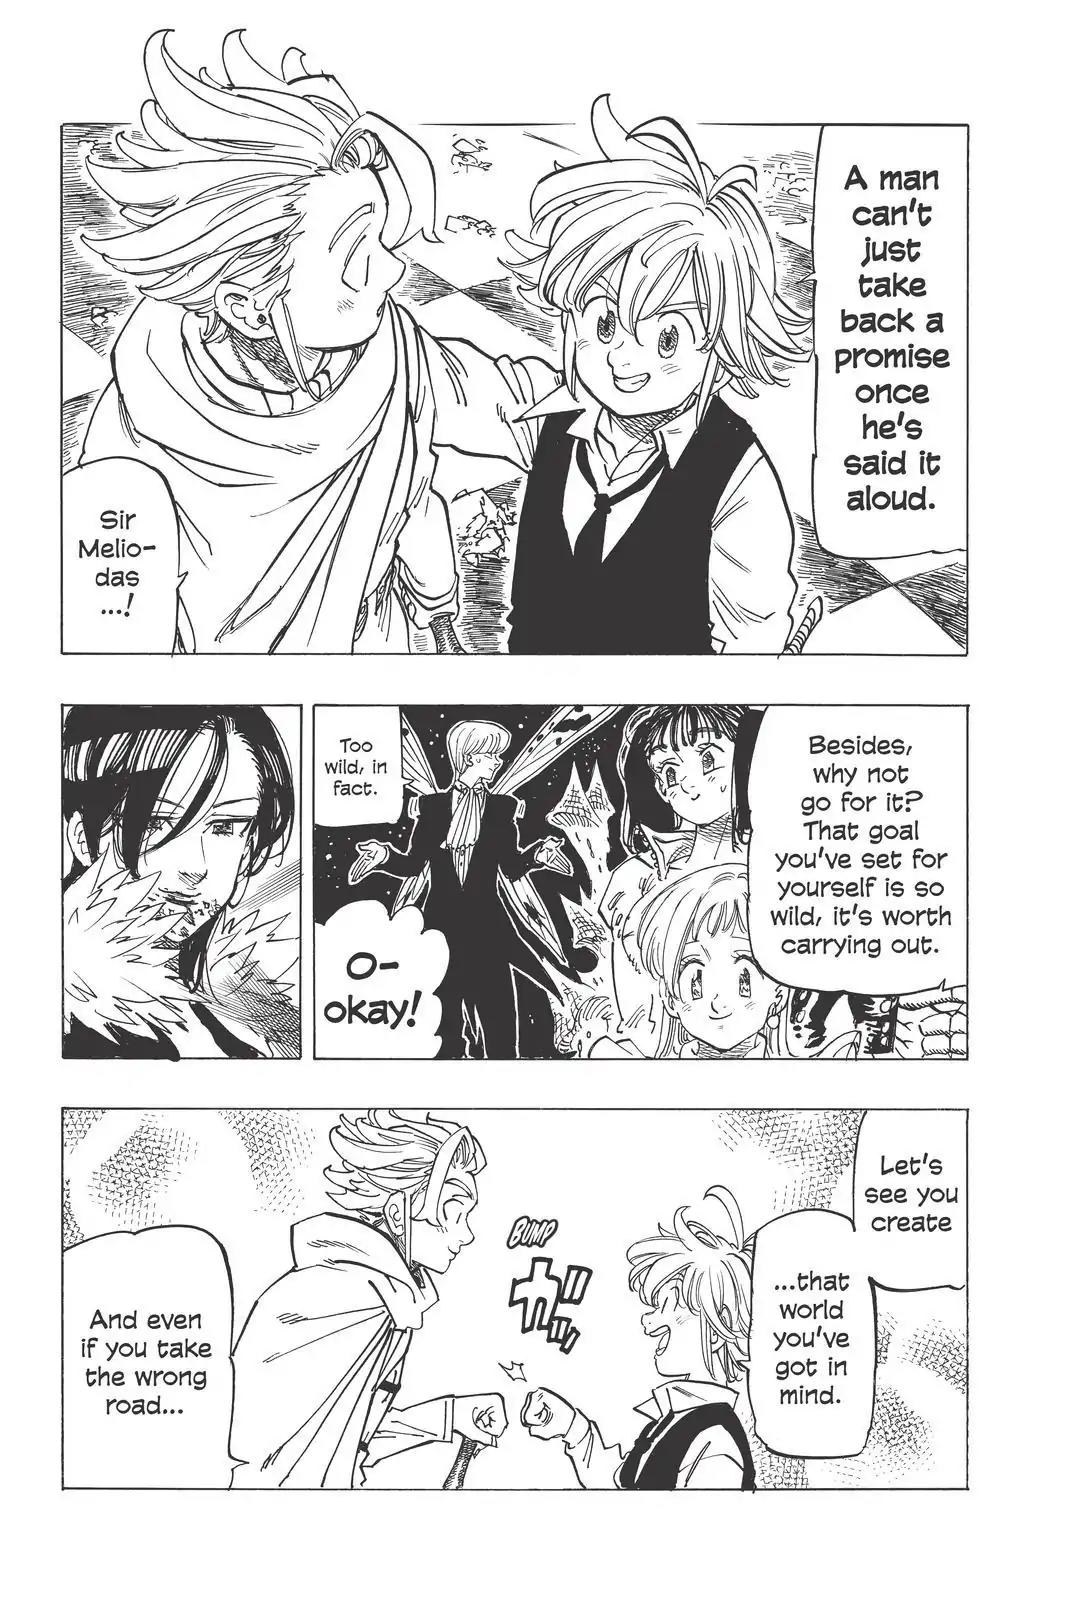 A man
can't
just
take
back a
promise
once
he's
said it
aloud.
Sir
Melio-
das
...!
Besides,
why not
go for it?
That goal
you've set for
yourself is so
wild, it's worth
carrying out.
Too
wild, in
fact.
O-
okay!
Let's
see you
create
...that
world
you've
got in
mind.
BUMP
ガッ
And even
if you take
the wrong
road...